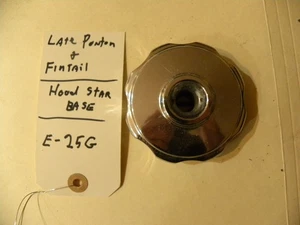 Late Ponton
&
Fintail
Hood Star
Base
E-25G